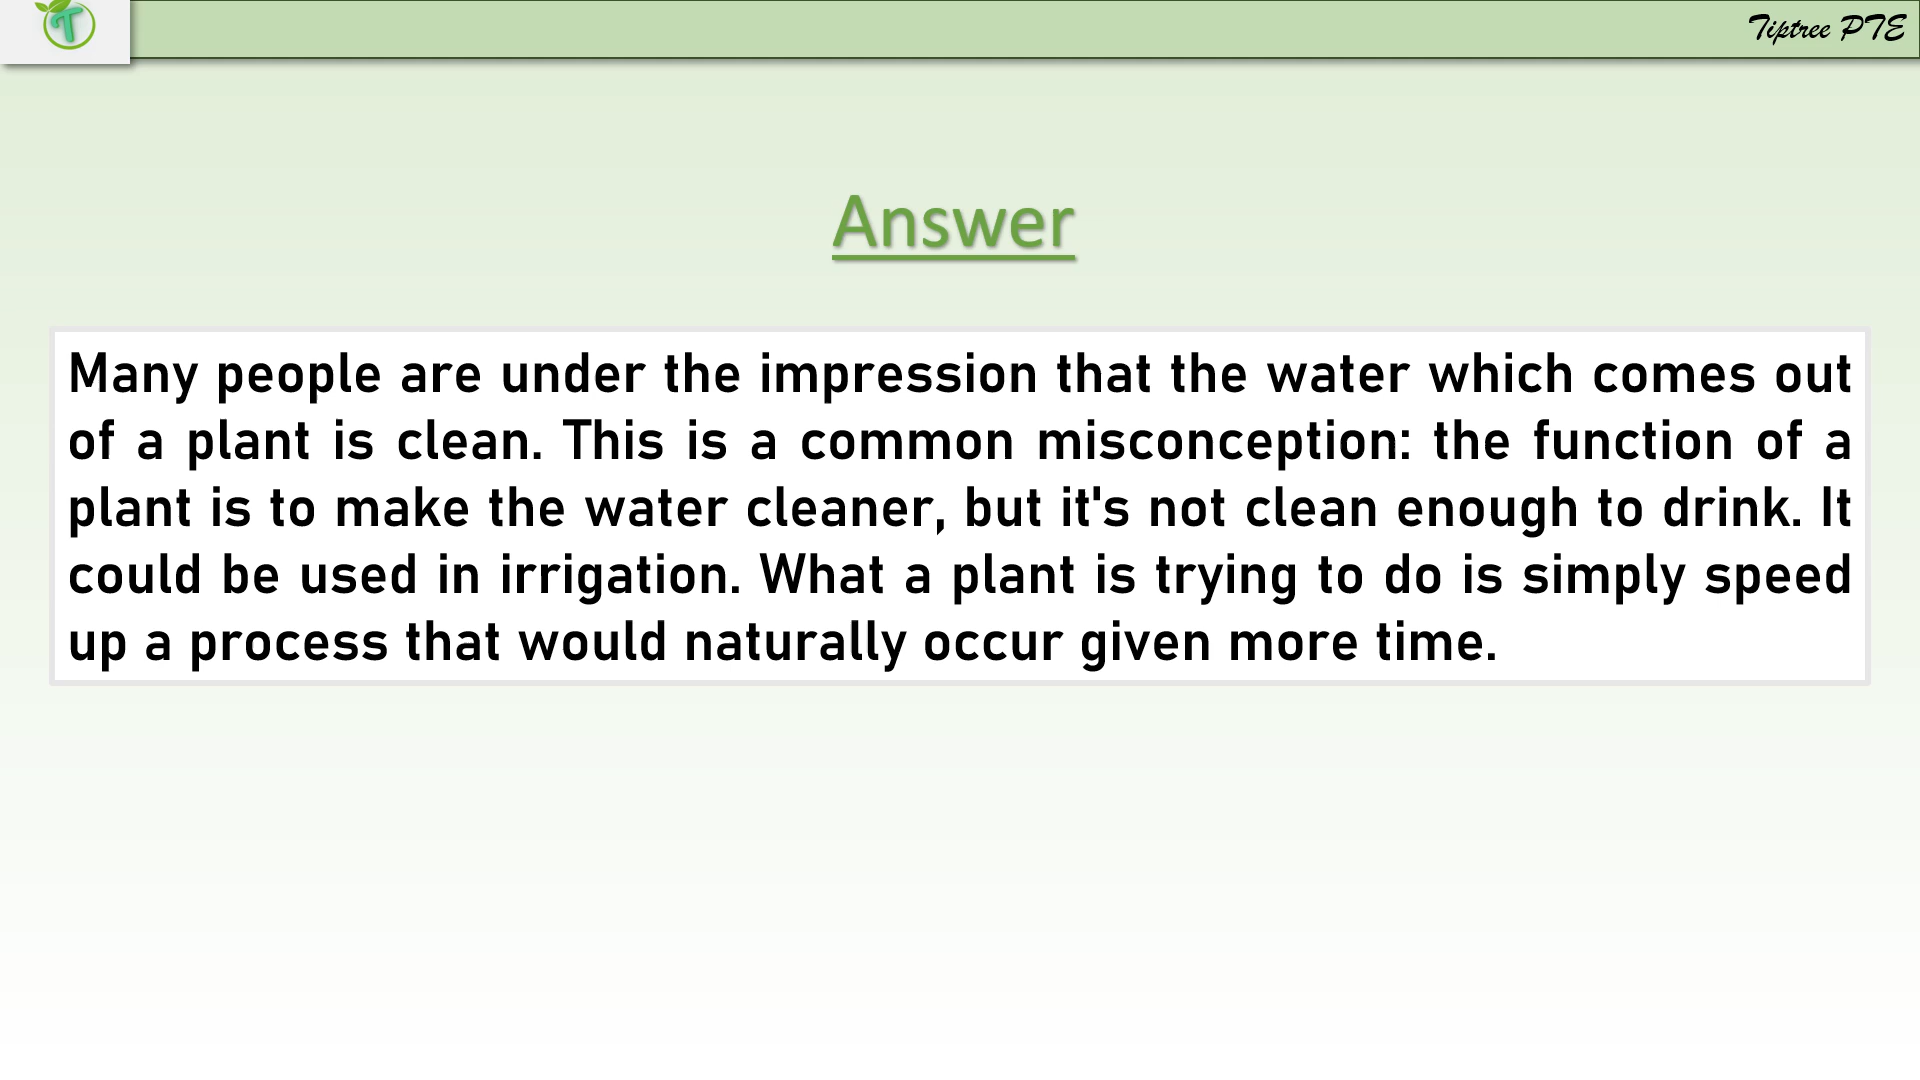 T
Tiptree PTE
Answer
Many people are under the impression that the water which comes out
of a plant is clean. This is a common misconception: the function of a
plant is to make the water cleaner, but it's not clean enough to drink. It
could be used in irrigation. What a plant is trying to do is simply speed
up a process that would naturally occur given more time.